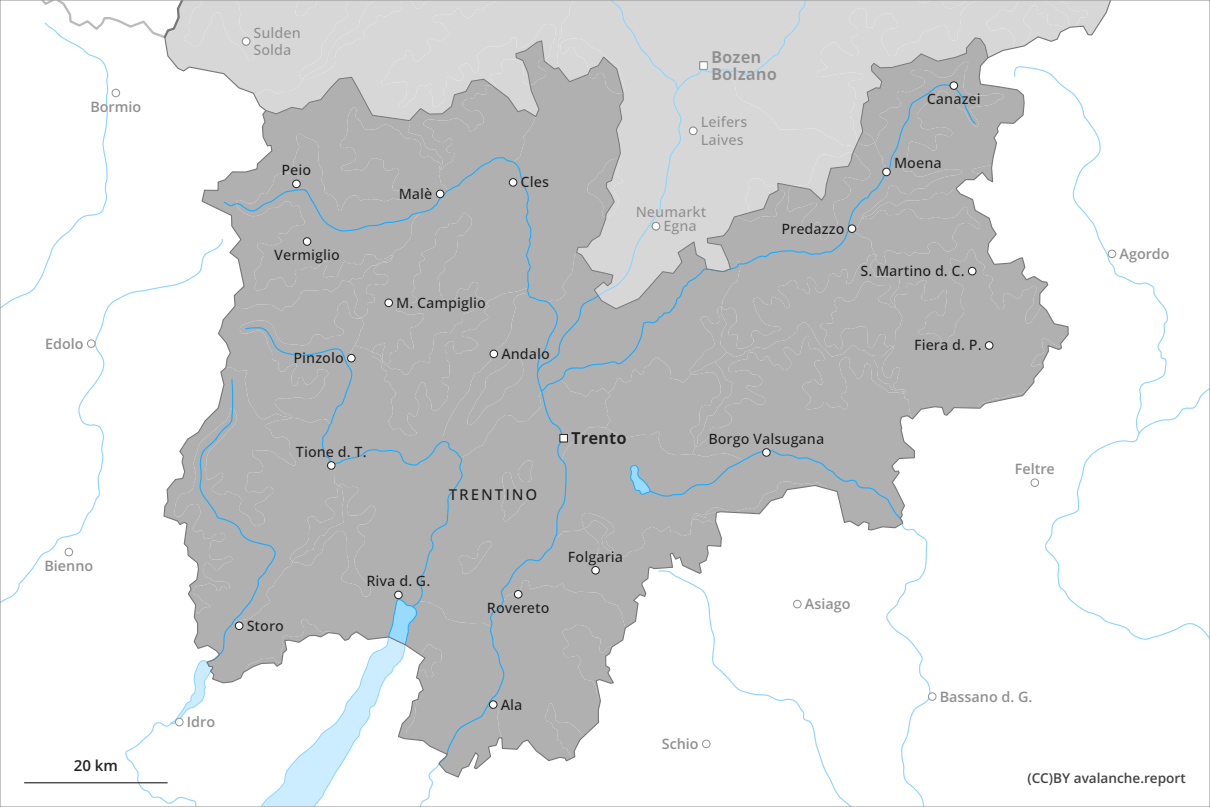 Sulden
Solda
Bozen
Bolzano
Bormio
Canazei
Leifers
Laives
Moena
Peio
Malè
Cles
Neumarkt
Egna
Predazzo
Vermiglio
Agordo
S. Martino d. C.
M. Campiglio
Edolo
Pinzolo
Andalo
Fiera d. P.
Trento
Borgo Valsugana
Tione d. T.
Feltre
TRENTINO
Bienno
Folgaria
Riva d. G.
Rovereto
Asiago
Storo
Bassano d. G.
Ala
Idro
Schio
20 km
(CC)BY avalanche.report